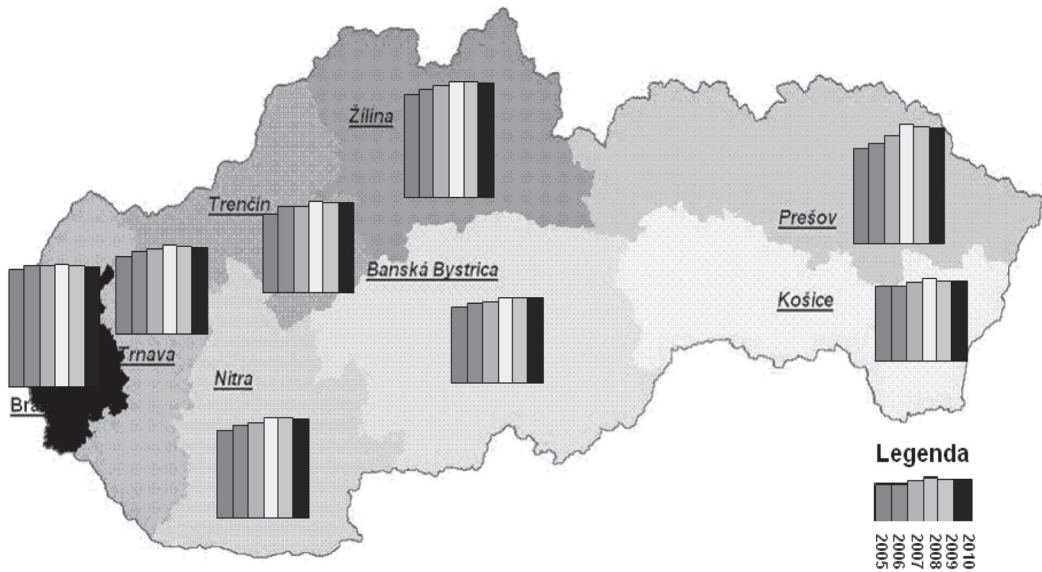 Žilina
Trenčín
Prešov
Banská Bystrica
Košice
Trnava
Nitra
Legenda
2005
2006
2007
2008
2009
2010